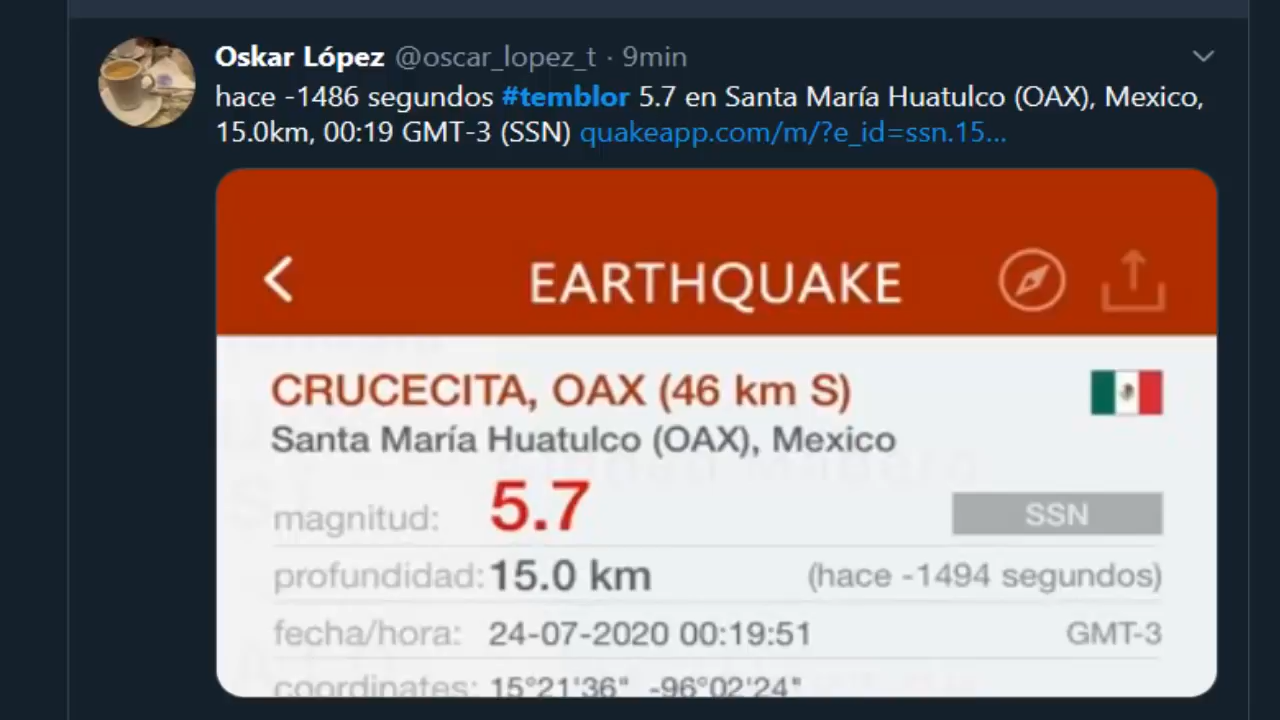 Oskar López @oscar_lopez_t · 9min
hace -1486 segundos #temblor 5.7 en Santa María Huatulco (OAX), Mexico,
15.0km, 00:19 GMT-3 (SSN) quakeapp.com/m/?e_id=ssn.15...
EARTHQUAKE
CRUCECITA, OAX (46 km S)
Santa María Huatulco (OAX), Mexico
magnitud: 5.7 SSN
profundidad: 15.0 km (hace -1494 segundos)
fecha/hora: 24-07-2020 00:19:51 GMT-3
coordinates: 15°21'36" -96°02'24"